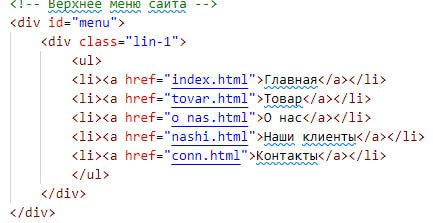 <!-- Верхнее меню сайта -->
<div id="menu">
<div class="lin-1">
<ul>
<li><a href="index.html">Главная</a></li>
<li><a href="tovar.html">Товар</a></li>
<li><a href="o nas.html">О нас</a></li>
<li><a href="nashi.html">Наши клиенты</a></li>
<li><a href="conn.html">Контакты</a></li>
</ul>
</div>
</div>